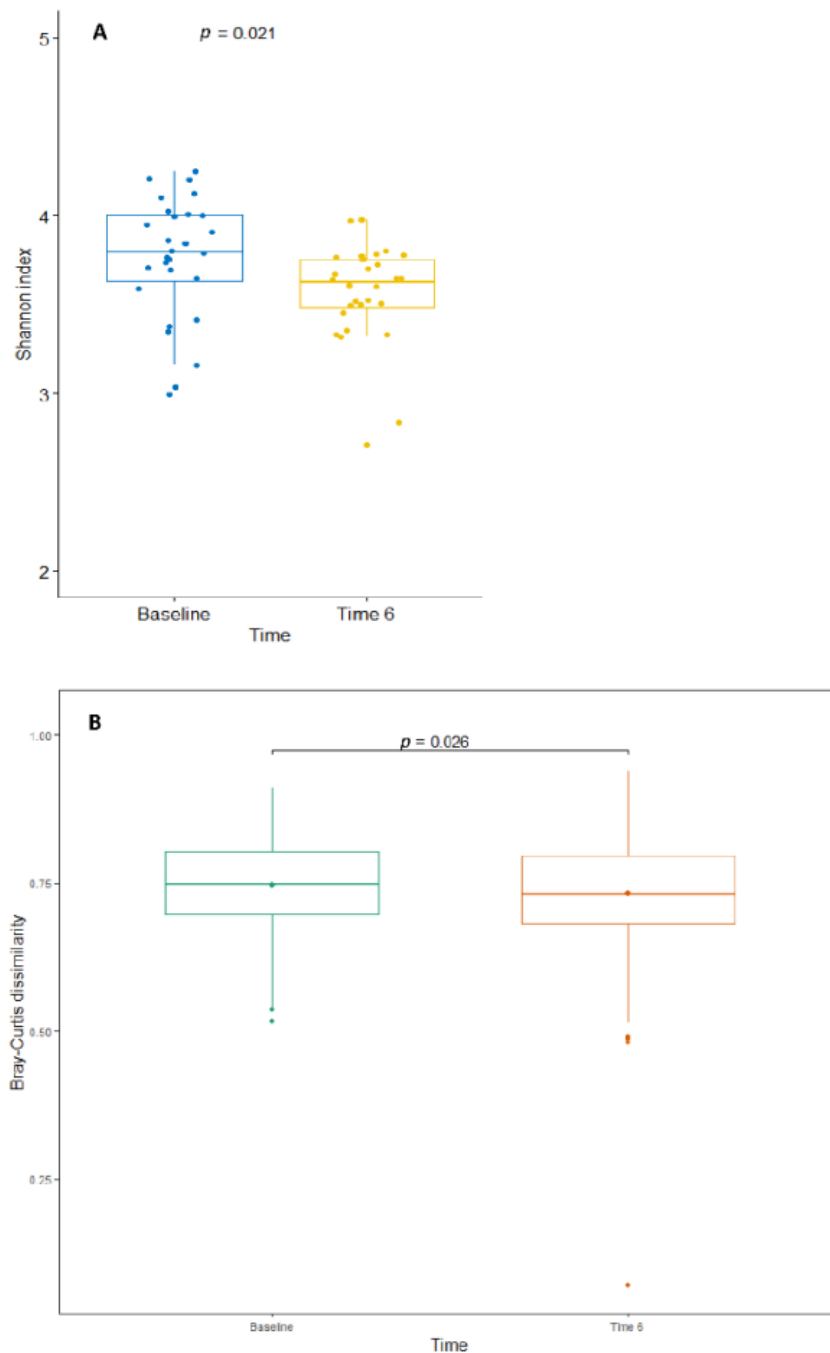 A
p = 0.021
5
4
3
2
Shannon index
Baseline
Time 6
Time
B
p = 0.026
1.00
0.75
0.50
0.25
Bray-Curtis dissimilarity
Baseline
Time 6
Time